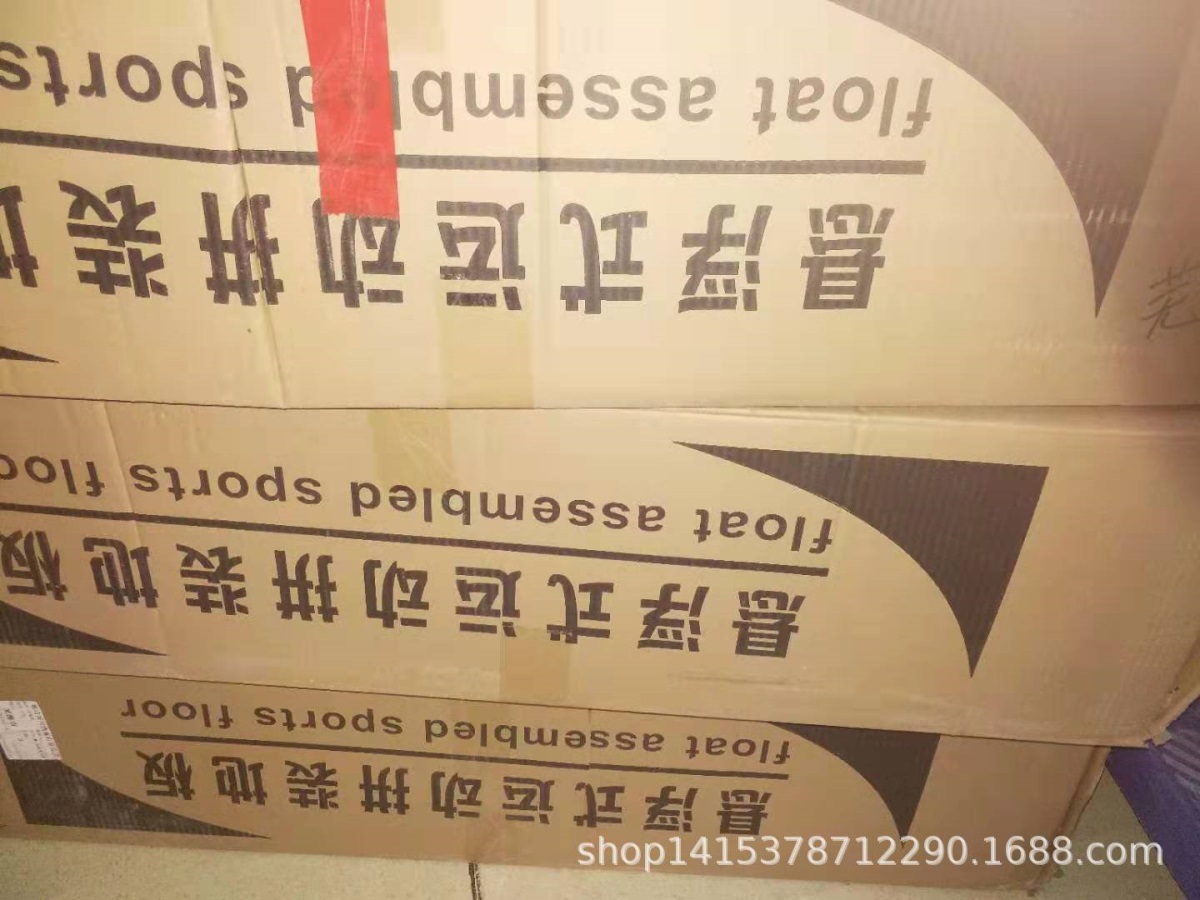 悬浮式运动拼装地
float assembled sports
悬浮式运动拼装地板
float assembled sports floo
悬浮式运动拼装地板
float assembled sports floor
shop1415378712290.1688.com